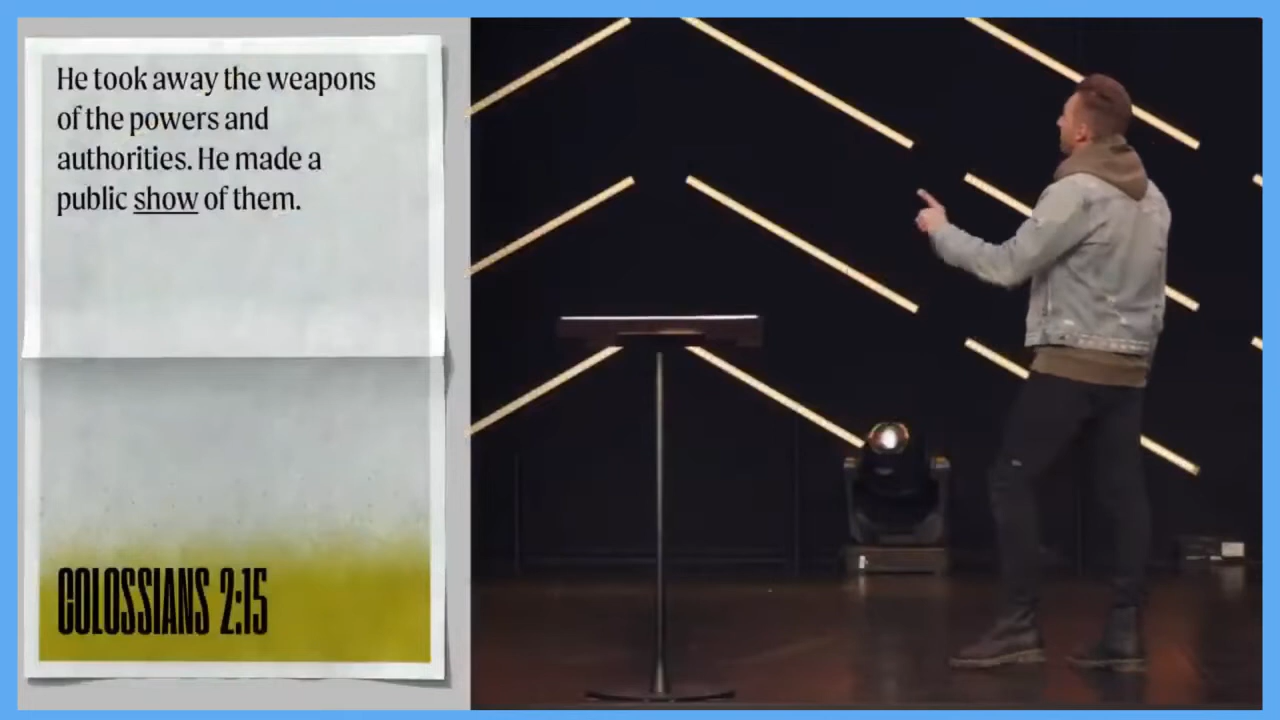 He took away the weapons
of the powers and
authorities. He made a
public show of them.
COLOSSIANS 2:15